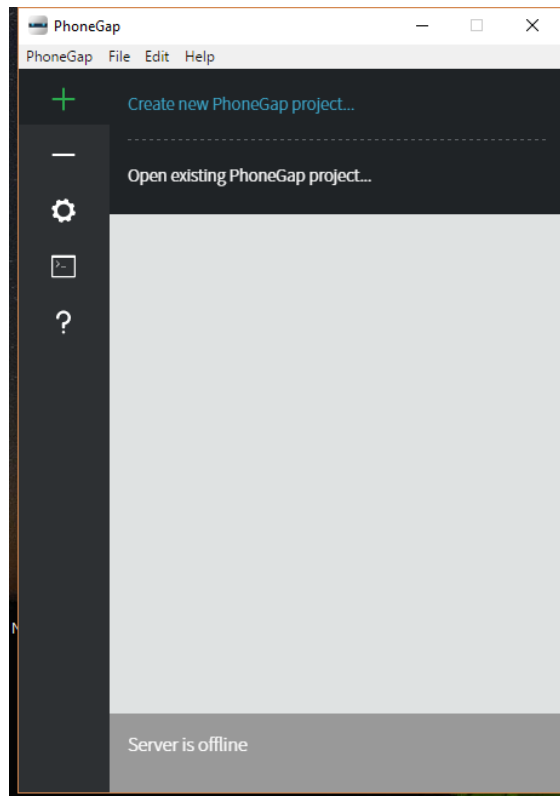 PhoneGap
PhoneGap File Edit Help
Create new PhoneGap project...
Open existing PhoneGap project...
>_
?
Server is offline
N